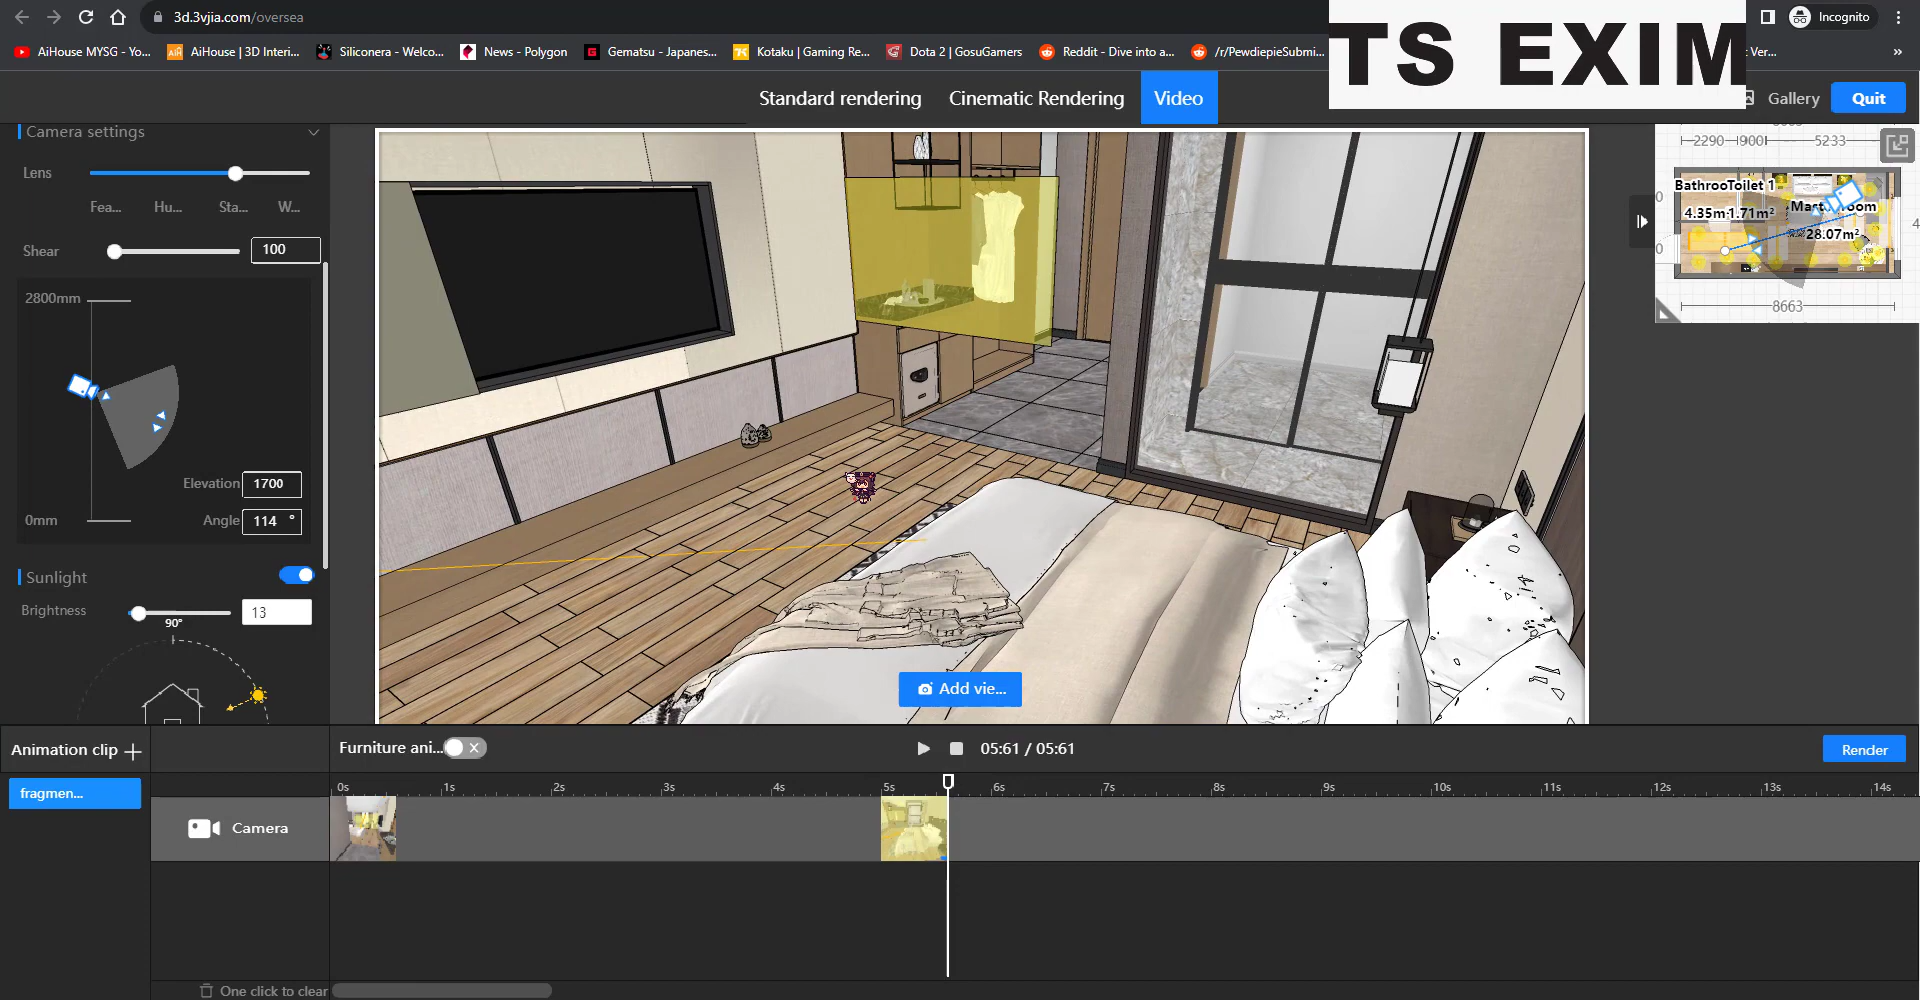 3d.3vjia.com/oversea
Incognito
AiHouse MYSG - Yo...
AiHouse | 3D Interi...
Siliconera - Welco...
News - Polygon
Gematsu - Japanes...
Kotaku | Gaming Re...
Dota 2 | GosuGamers
Reddit - Dive into a...
/r/PewdiepieSubmi...
t Ver...
»
TS EXIM
Standard rendering
Cinematic Rendering
Video
Gallery
Quit
Camera settings
Lens
Fea...
Hu...
Sta...
W...
Shear
100
2800mm
Elevation
1700
0mm
Angle
114 °
Sunlight
Brightness
13
90°
2290
900
5233
BathrooToilet 1
4.35m
1.71m²
28.07m²
8663
Add vie...
Animation clip
Furniture ani...
05:61 / 05:61
Render
fragmen...
0s
1s
2s
3s
4s
5s
6s
7s
8s
9s
10s
11s
12s
13s
14s
Camera
One click to clear